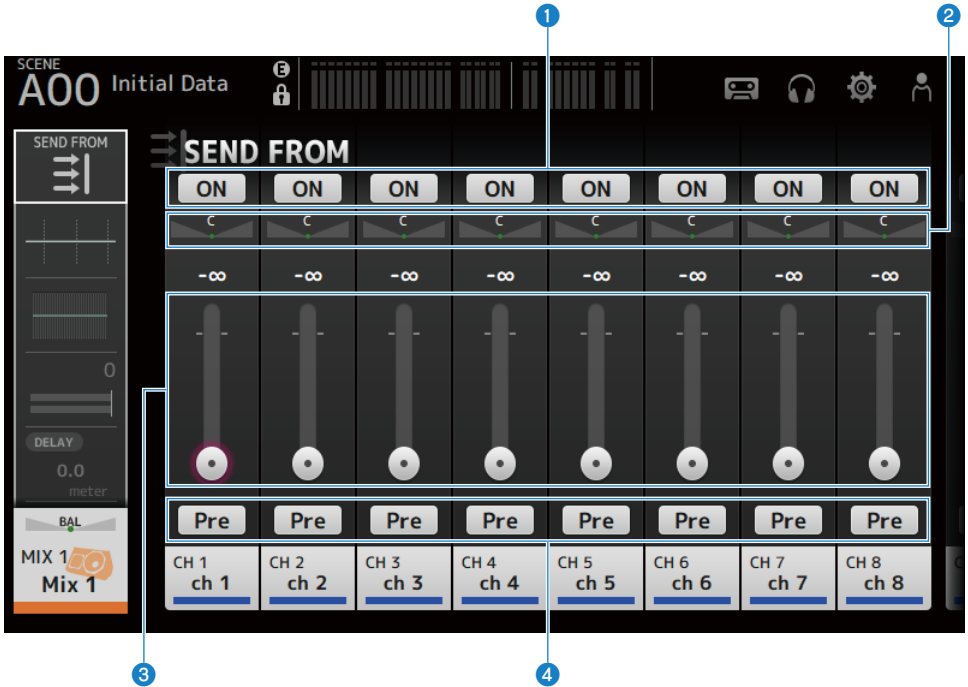 1
2
SCENE
A00 Initial Data
E
SEND FROM
SEND FROM
ON ON ON ON ON ON ON ON
C C C C C C C C
-∞ -∞ -∞ -∞ -∞ -∞ -∞ -∞
0
DELAY
0.0
meter
BAL
Pre Pre Pre Pre Pre Pre Pre Pre
MIX 1
Mix 1
CH 1 CH 2 CH 3 CH 4 CH 5 CH 6 CH 7 CH 8
ch 1 ch 2 ch 3 ch 4 ch 5 ch 6 ch 7 ch 8
3
4